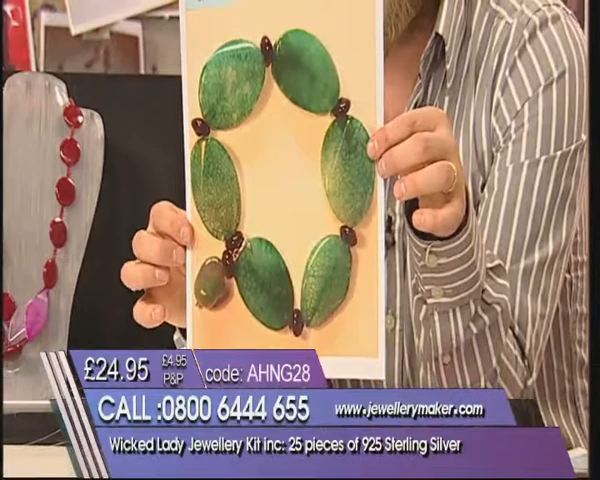 £24.95 £4.95 P&P code: AHNG28
CALL :0800 6444 655 www.jewellerymaker.com
Wicked Lady Jewellery Kit inc: 25 pieces of 925 Sterling Silver